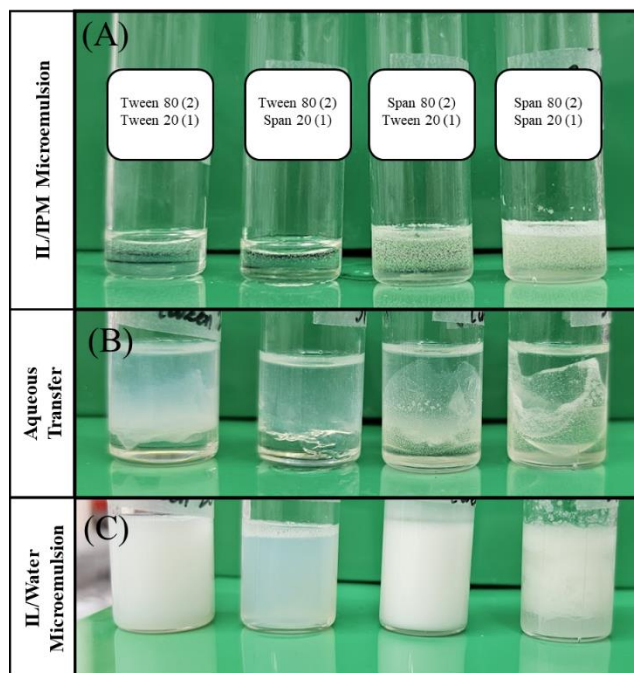 (A)
IL/IPM Microemulsion
Tween 80 (2)
Tween 20 (1)
Tween 80 (2)
Span 20 (1)
Span 80 (2)
Tween 20 (1)
Span 80 (2)
Span 20 (1)
(B)
Aqueous
Transfer
(C)
IL/Water
Microemulsion